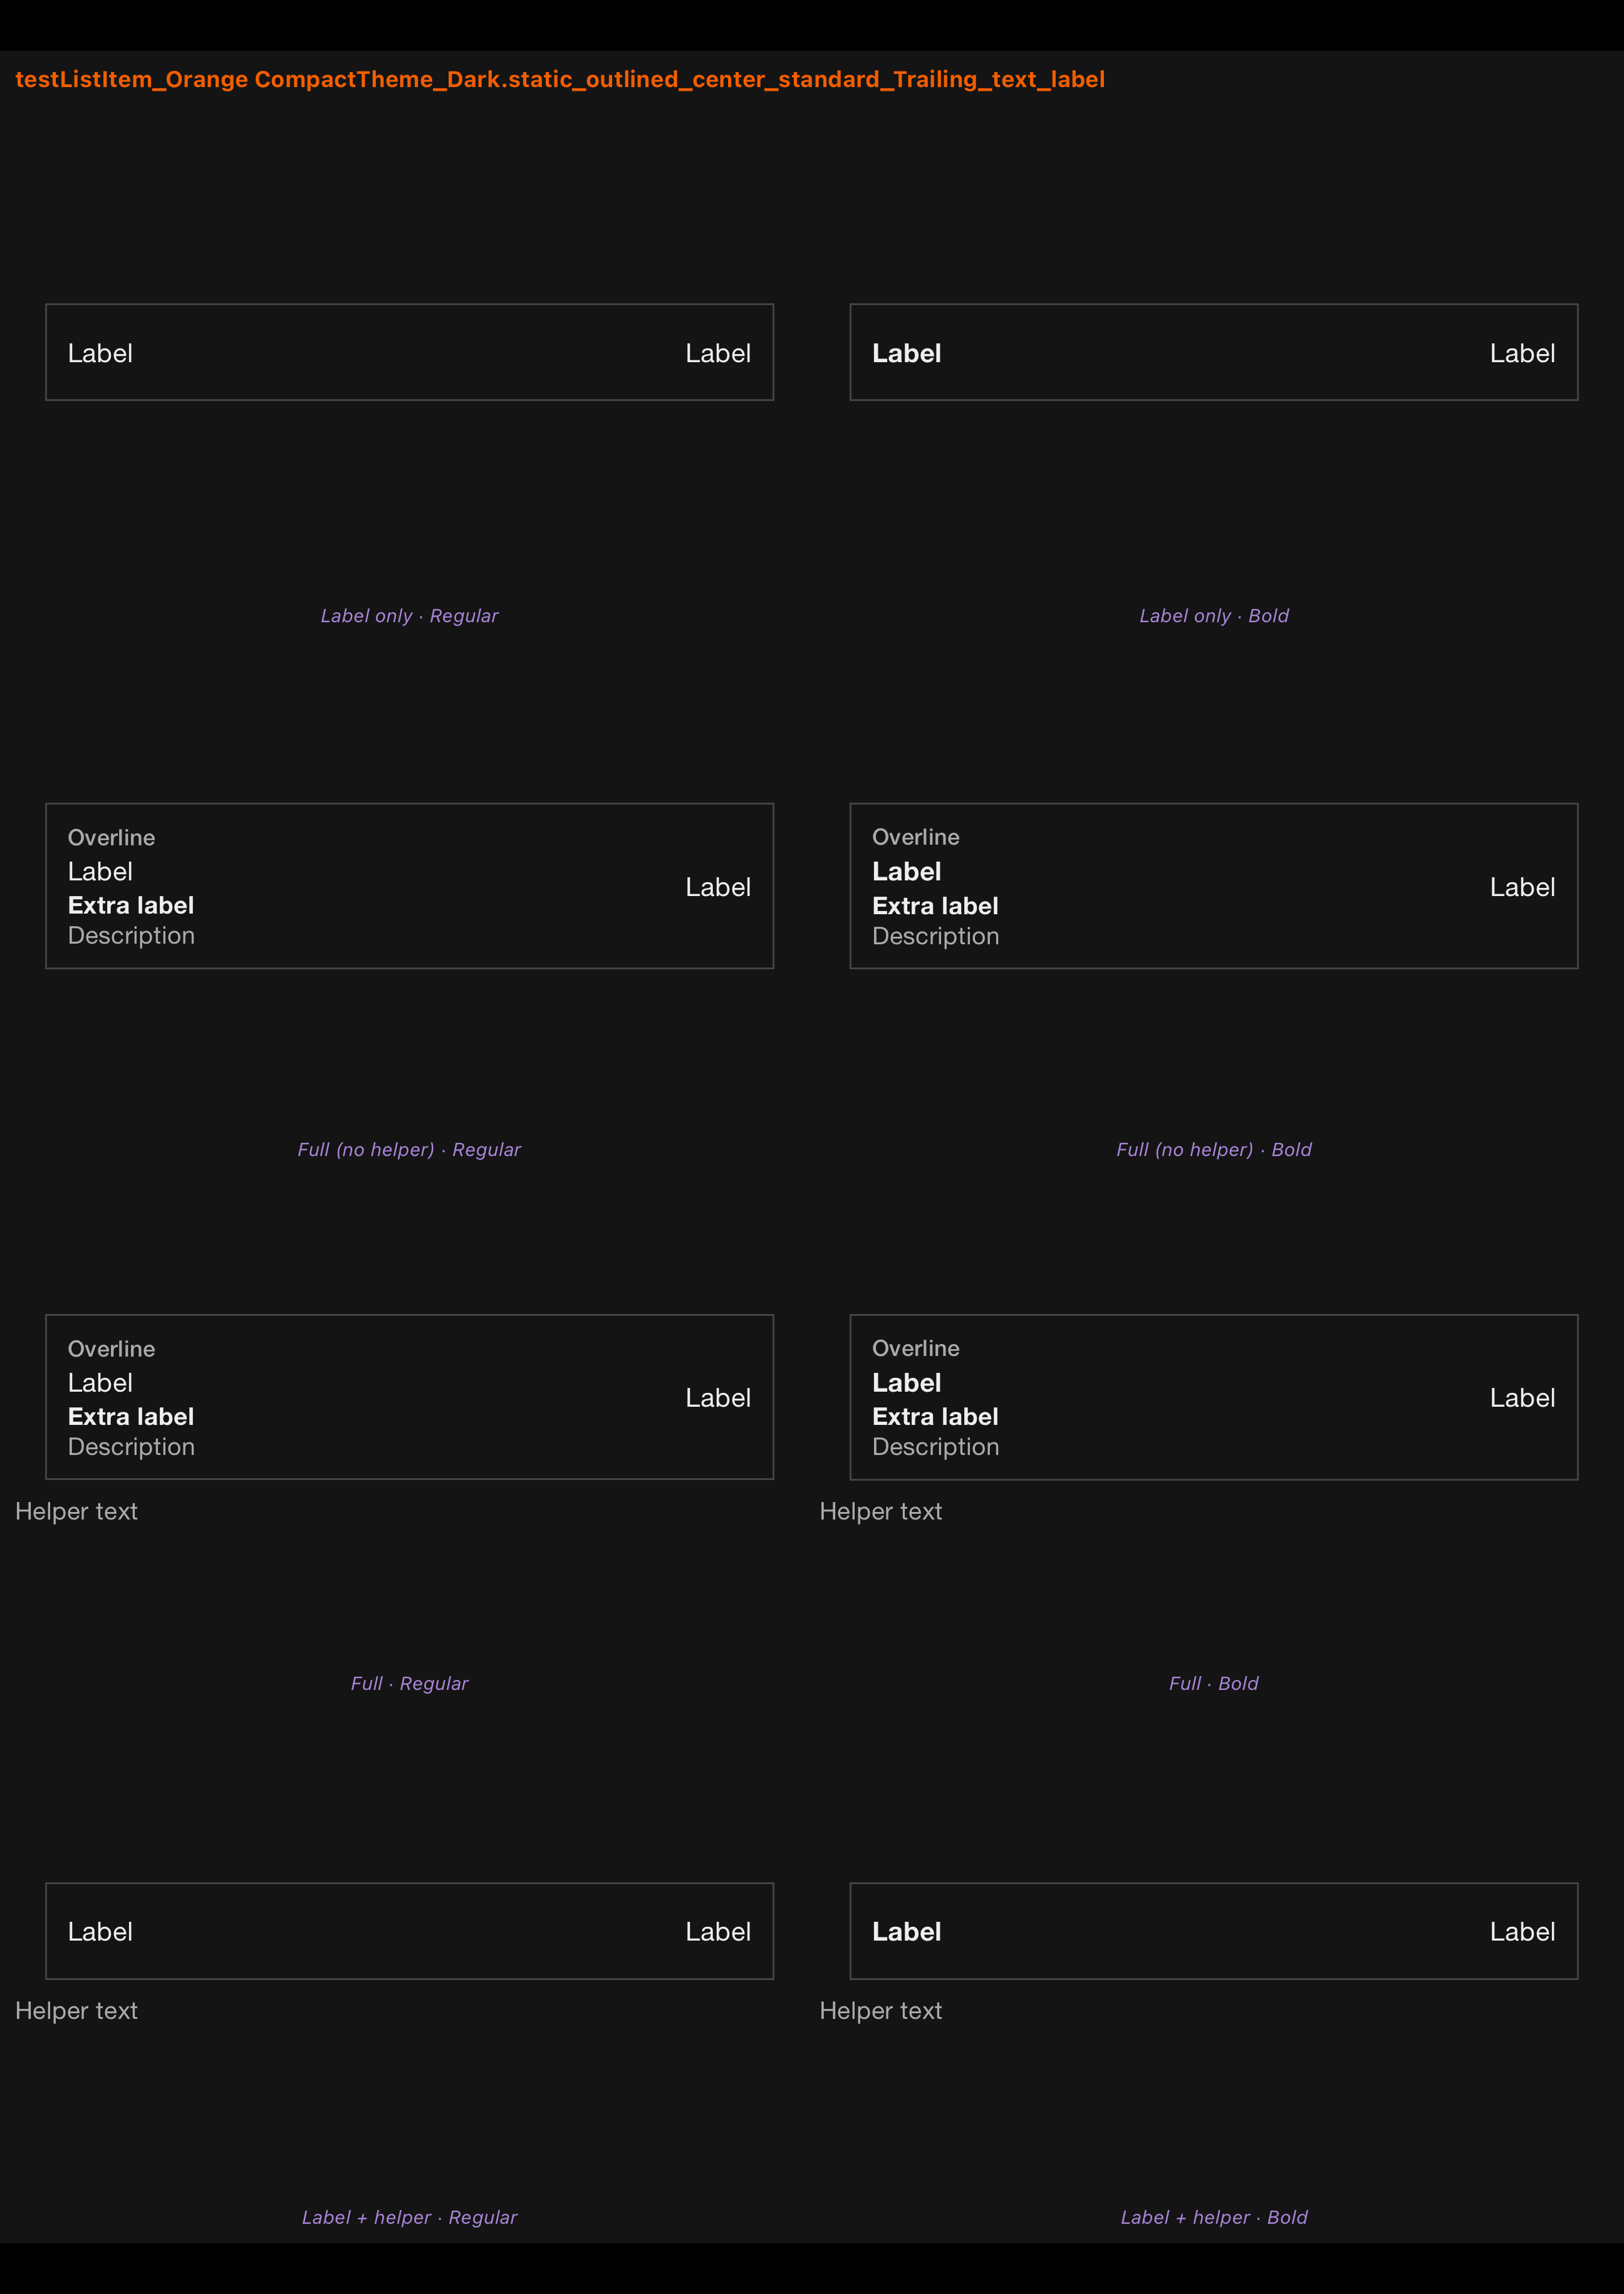 testListItem_Orange CompactTheme_Dark.static_outlined_center_standard_Trailing_text_label
Label Label
Label Label
Label only · Regular
Label only · Bold
Overline
Label
Extra label
Description
Label
Overline
Label
Extra label
Description
Label
Full (no helper) · Regular
Full (no helper) · Bold
Overline
Label
Extra label
Description
Label
Helper text
Overline
Label
Extra label
Description
Label
Helper text
Full · Regular
Full · Bold
Label Label
Helper text
Label Label
Helper text
Label + helper · Regular
Label + helper · Bold